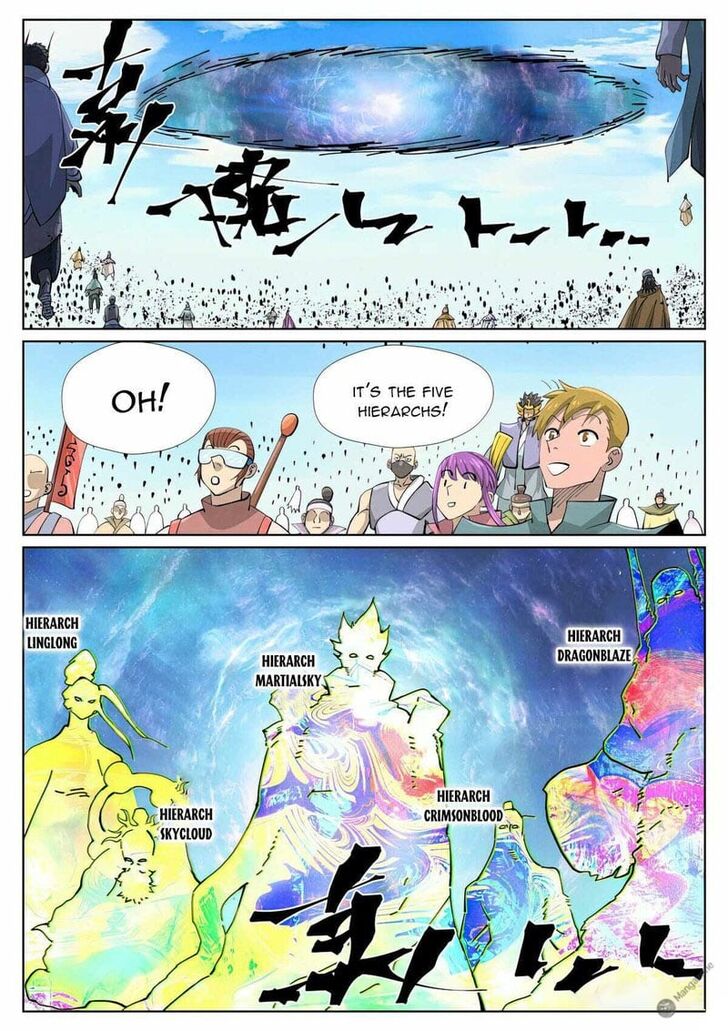 OH!
IT'S THE FIVE
HIERARCHS!
HIERARCH
LINGLONG
HIERARCH
MARTIALSKY
HIERARCH
DRAGONBLAZE
HIERARCH
SKYCLOUD
HIERARCH
CRIMSONBLOOD